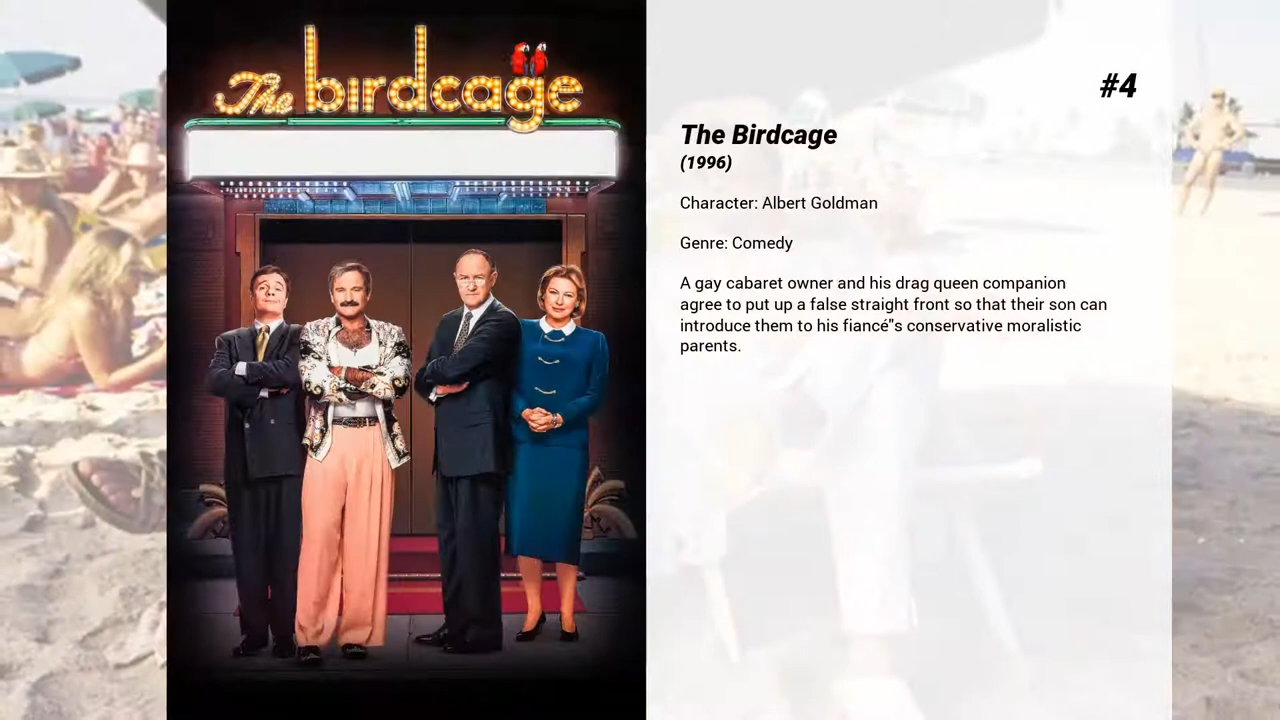 The birdcage
#4
The Birdcage
(1996)
Character: Albert Goldman
Genre: Comedy
A gay cabaret owner and his drag queen companion
agree to put up a false straight front so that their son can
introduce them to his fiancé"s conservative moralistic
parents.